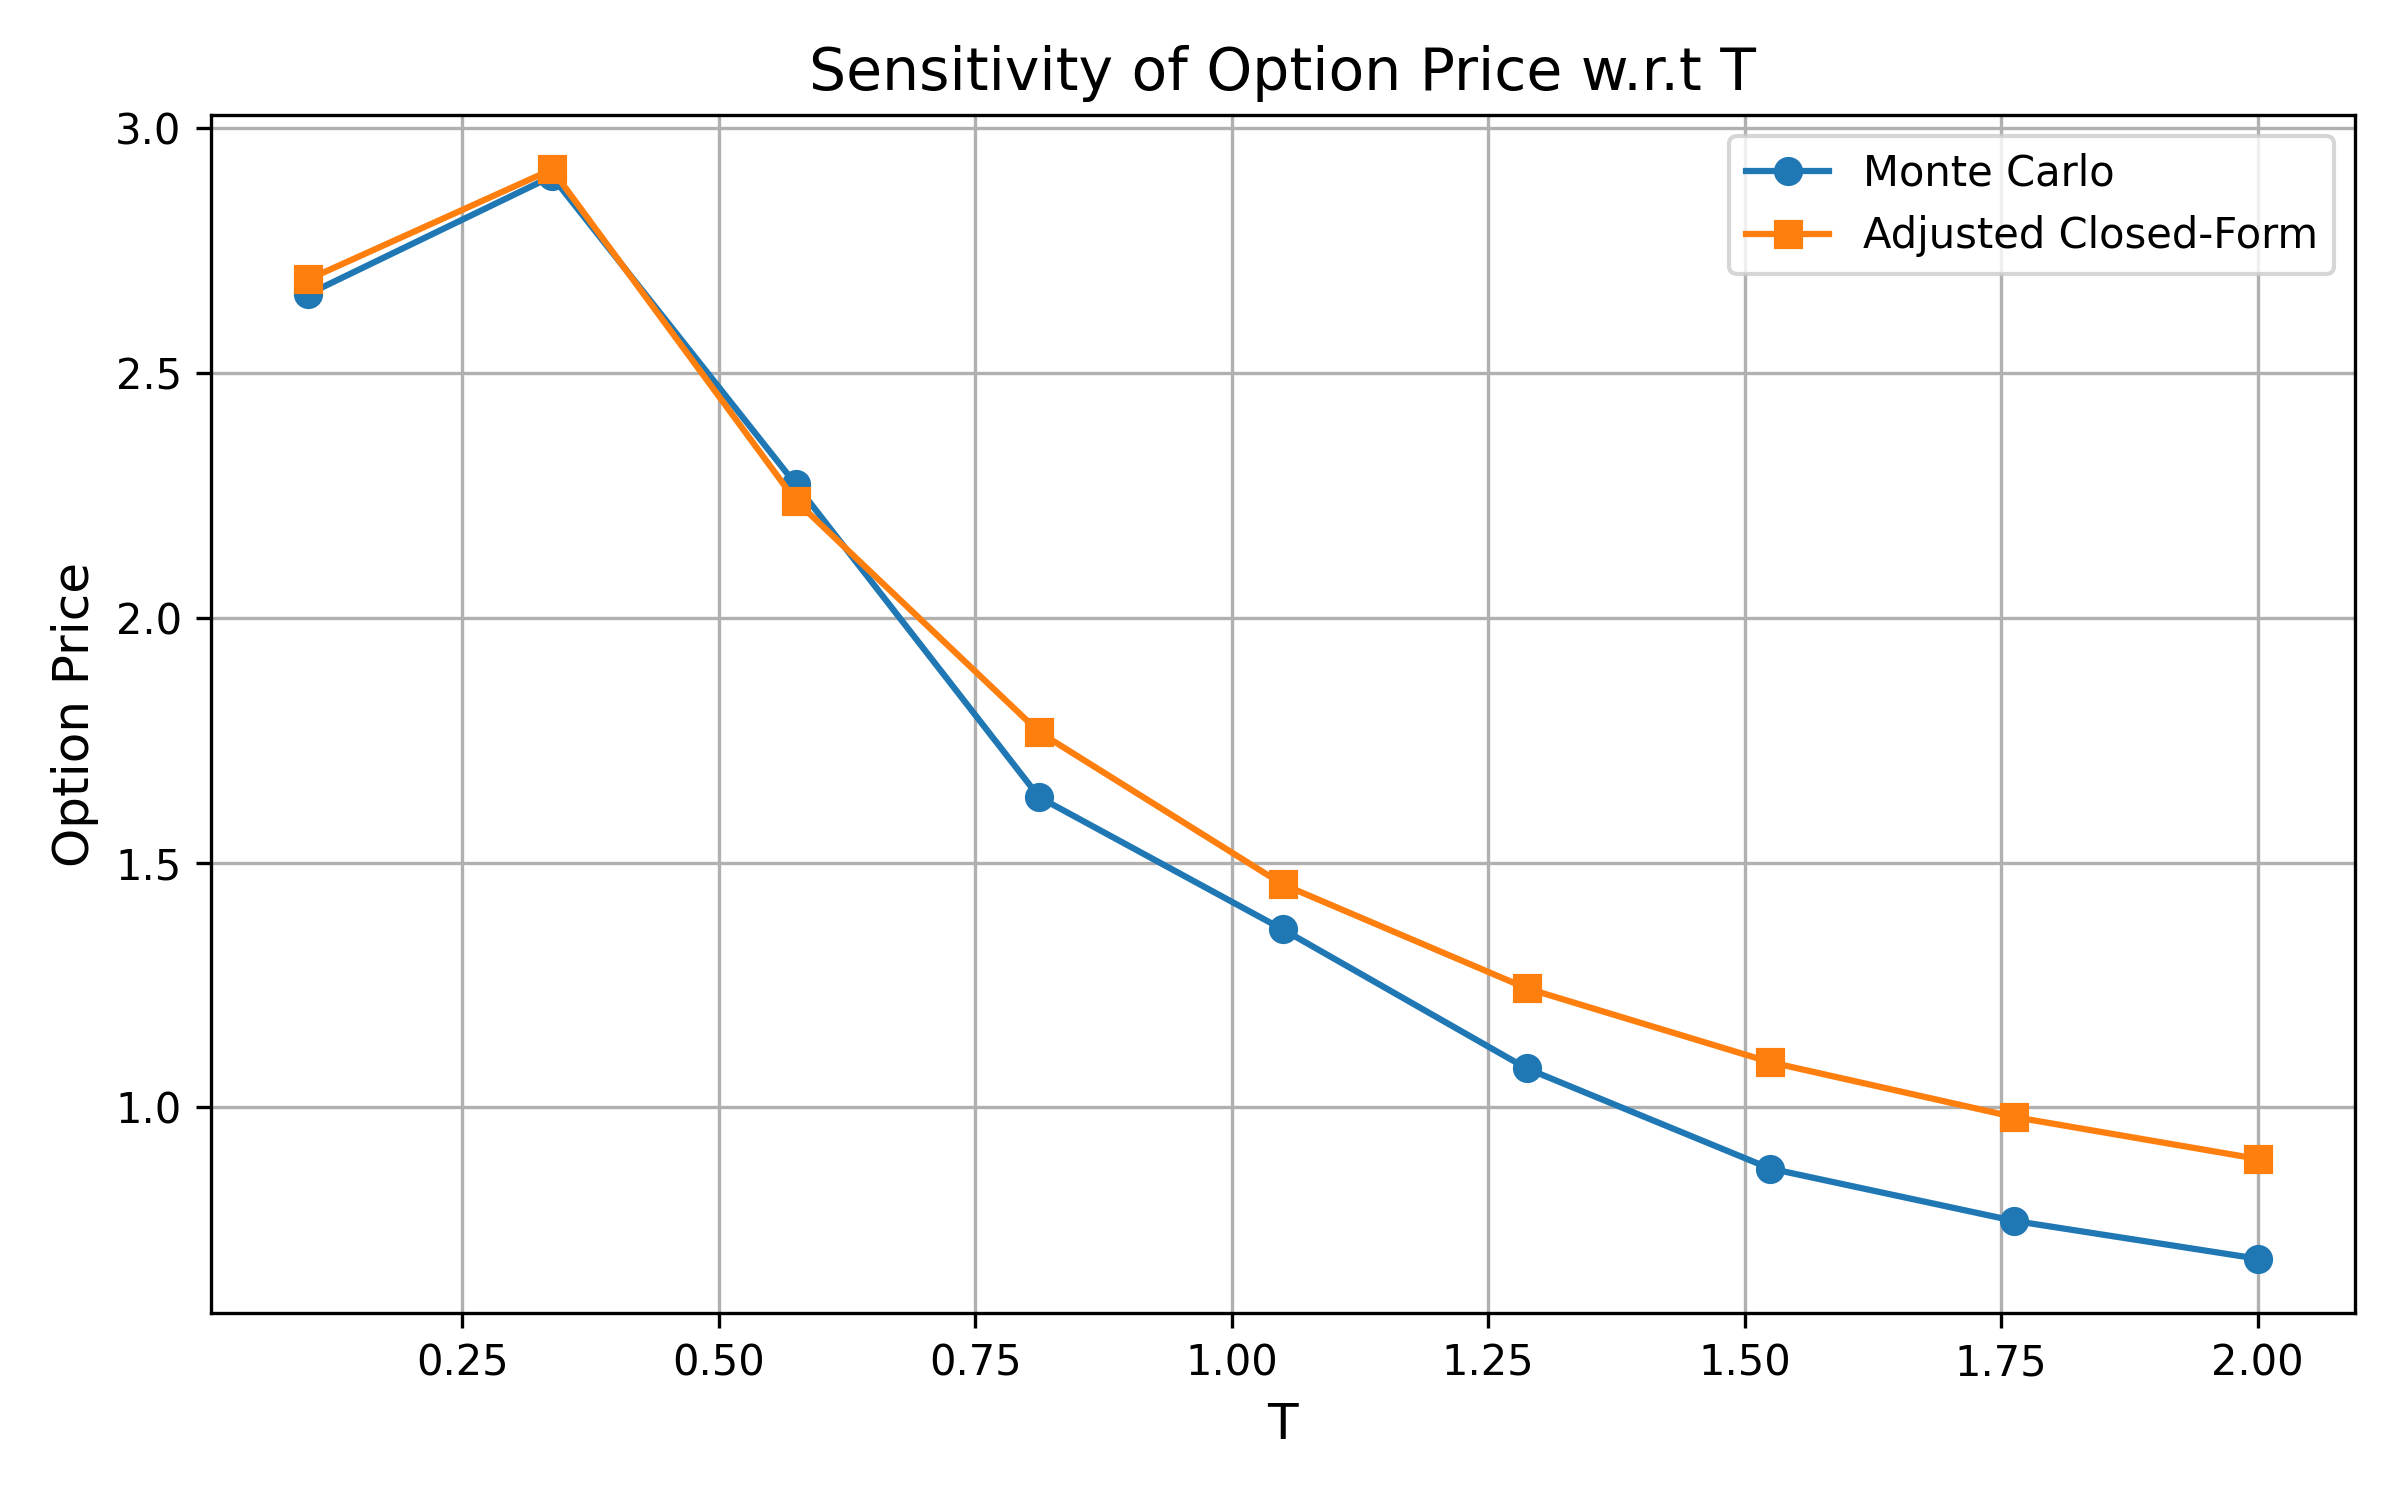 Sensitivity of Option Price w.r.t T
Monte Carlo
Adjusted Closed-Form
Option Price
3.0
2.5
2.0
1.5
1.0
0.25 0.50 0.75 1.00 1.25 1.50 1.75 2.00
T